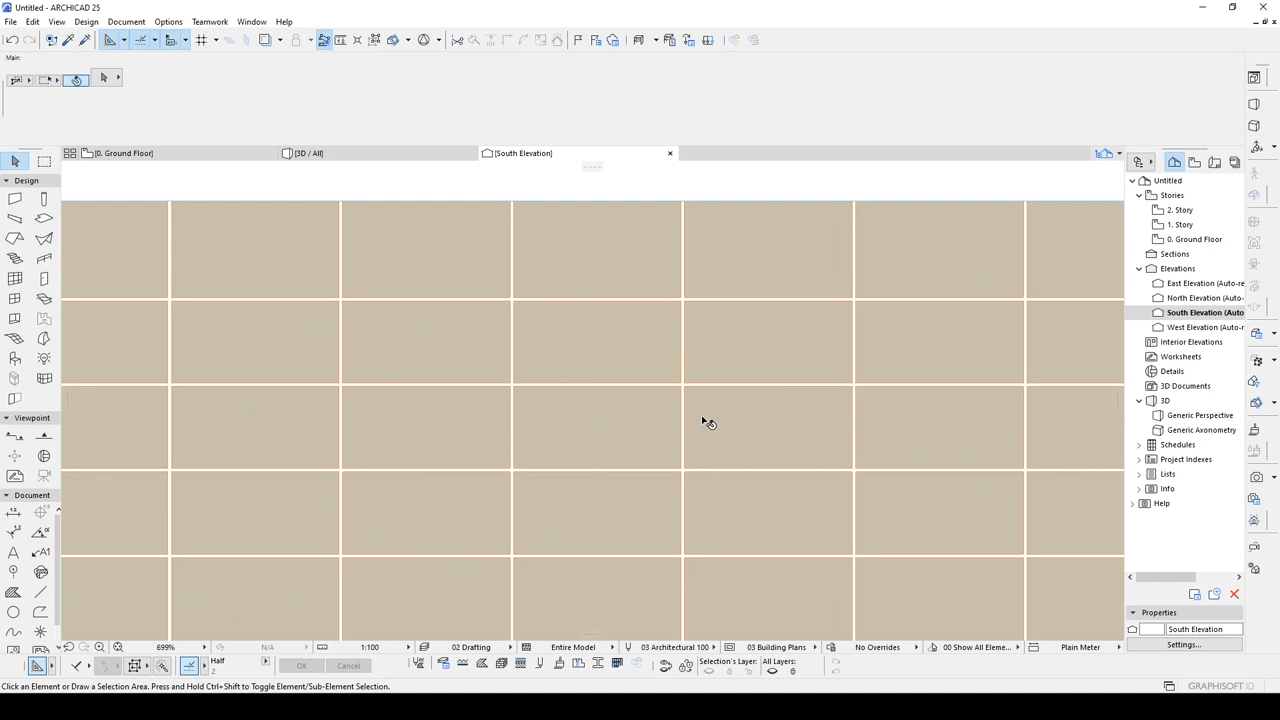 Untitled - ARCHICAD 25
File Edit View Design Document Options Teamwork Window Help
Main:
[0. Ground Floor] [3D / All] [South Elevation]
Design
Viewpoint
Document
Untitled
Stories
2. Story
1. Story
0. Ground Floor
Sections
Elevations
East Elevation (Auto-re
North Elevation (Auto-
South Elevation (Auto
West Elevation (Auto-r
Interior Elevations
Worksheets
Details
3D Documents
3D
Generic Perspective
Generic Axonometry
Schedules
Project Indexes
Lists
Info
Help
Properties
South Elevation
Settings...
699% N/A 1:100 02 Drafting Entire Model 03 Architectural 100 03 Building Plans No Overrides 00 Show All Eleme... Plain Meter
Half
2
OK Cancel
Selection's Layer: All Layers:
Click an Element or Draw a Selection Area. Press and Hold Ctrl+Shift to Toggle Element/Sub-Element Selection.
GRAPHISOFT